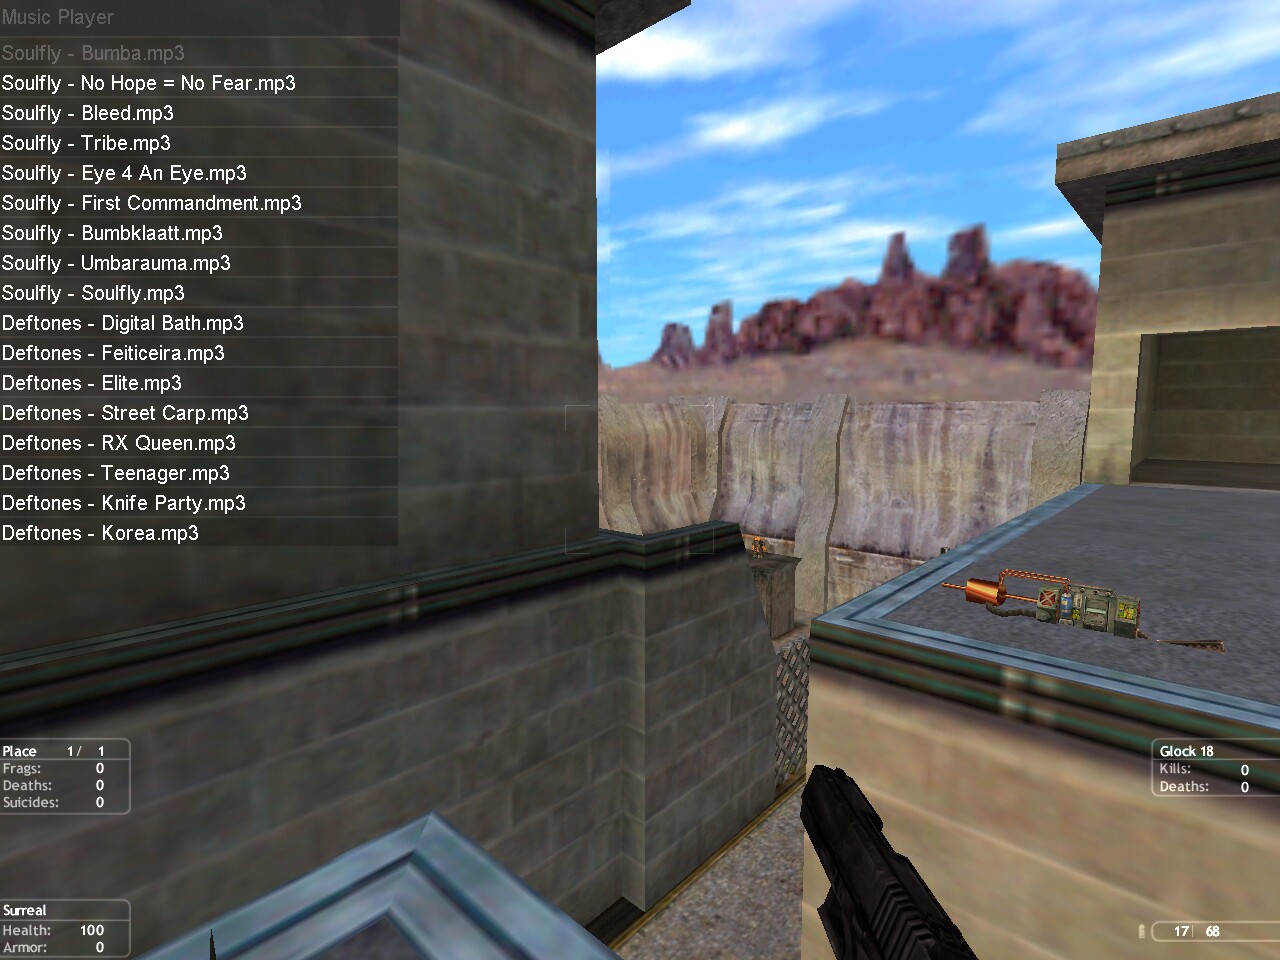 Music Player
Soulfly - Bumba.mp3
Soulfly - No Hope = No Fear.mp3
Soulfly - Bleed.mp3
Soulfly - Tribe.mp3
Soulfly - Eye 4 An Eye.mp3
Soulfly - First Commandment.mp3
Soulfly - Bumbklaatt.mp3
Soulfly - Umbarauma.mp3
Soulfly - Soulfly.mp3
Deftones - Digital Bath.mp3
Deftones - Feiticeira.mp3
Deftones - Elite.mp3
Deftones - Street Carp.mp3
Deftones - RX Queen.mp3
Deftones - Teenager.mp3
Deftones - Knife Party.mp3
Deftones - Korea.mp3
Place 1/ 1
Frags: 0
Deaths: 0
Suicides: 0
Glock 18
Kills: 0
Deaths: 0
Surreal
Health: 100
Armor: 0
17 68